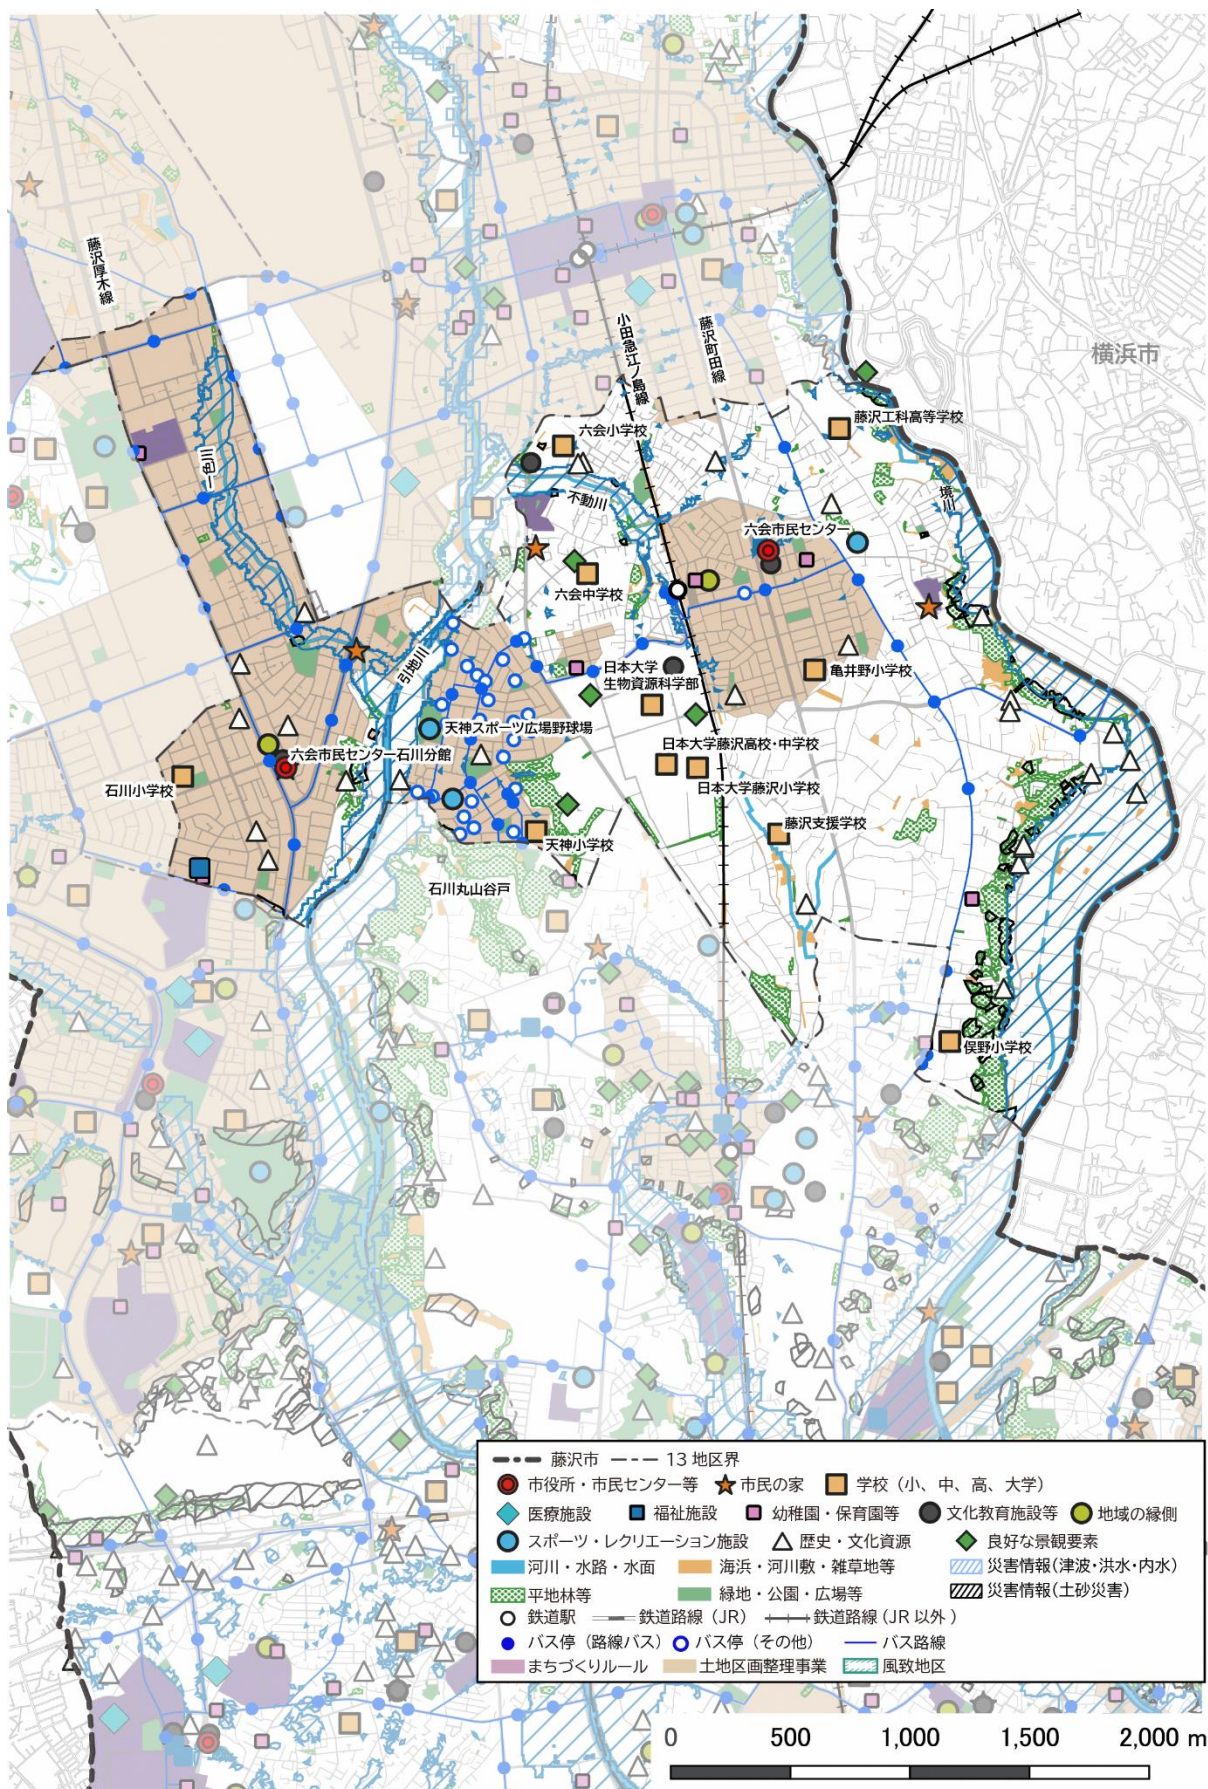 藤沢厚木線
小田急江ノ島線
藤沢町田線
横浜市
藤沢工科高等学校
六会小学校
一色川
不動川
境川
六会市民センター
六会中学校
引地川
日本大学
生物資源科学部
亀井野小学校
天神スポーツ広場野球場
日本大学藤沢高校・中学校
六会市民センター石川分館
石川小学校
日本大学藤沢小学校
藤沢支援学校
天神小学校
石川丸山谷戸
俣野小学校
藤沢市 13地区界
市役所・市民センター等 市民の家 学校（小、中、高、大学）
医療施設 福祉施設 幼稚園・保育園等 文化教育施設等 地域の縁側
スポーツ・レクリエーション施設 歴史・文化資源 良好な景観要素
河川・水路・水面 海浜・河川敷・雑草地等 災害情報(津波・洪水・内水)
平地林等 緑地・公園・広場等 災害情報(土砂災害)
鉄道駅 鉄道路線（JR） 鉄道路線（JR以外）
バス停（路線バス） バス停（その他） バス路線
まちづくりルール 土地区画整理事業 風致地区
0 500 1,000 1,500 2,000 m